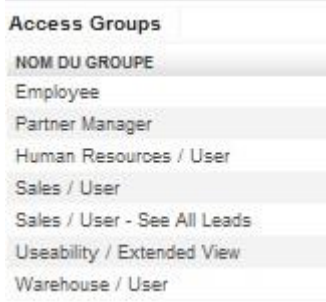 Access Groups
NOM DU GROUPE
Employee
Partner Manager
Human Resources / User
Sales / User
Sales / User - See All Leads
Useability / Extended View
Warehouse / User